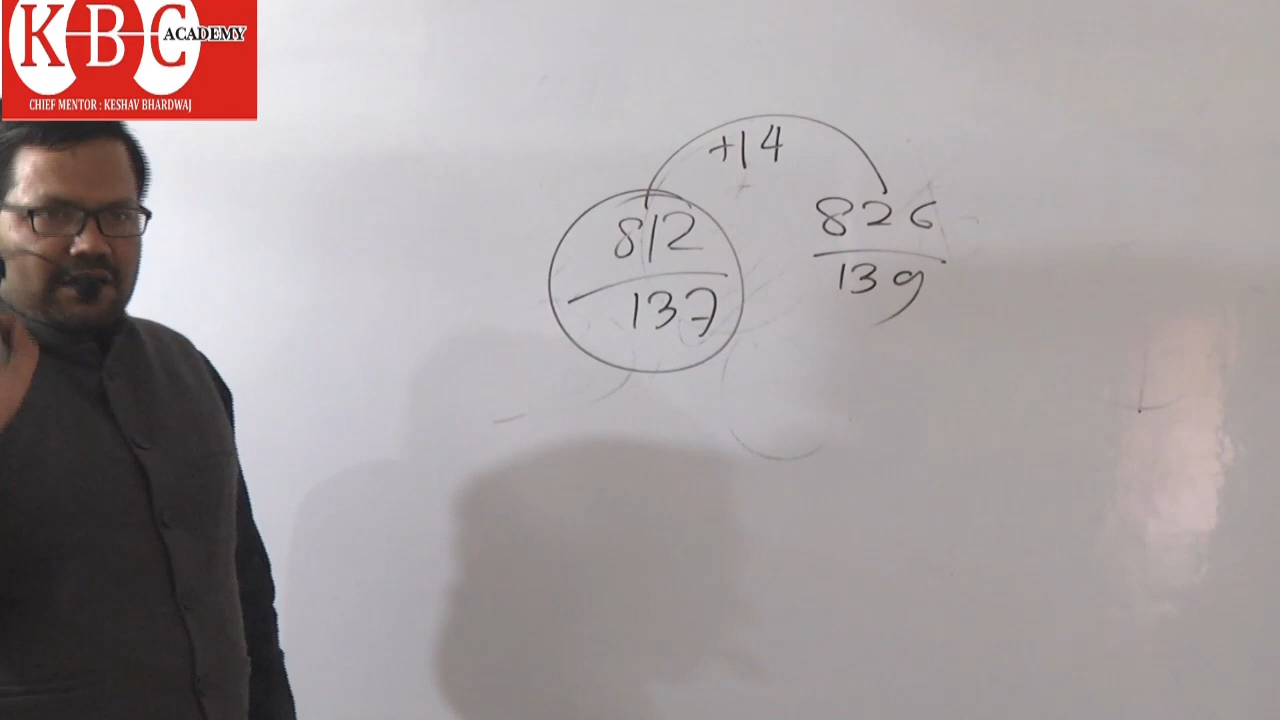 KBC
ACADEMY
CHIEF MENTOR : KESHAV BHARDWAJ
+14
812
137
826
139